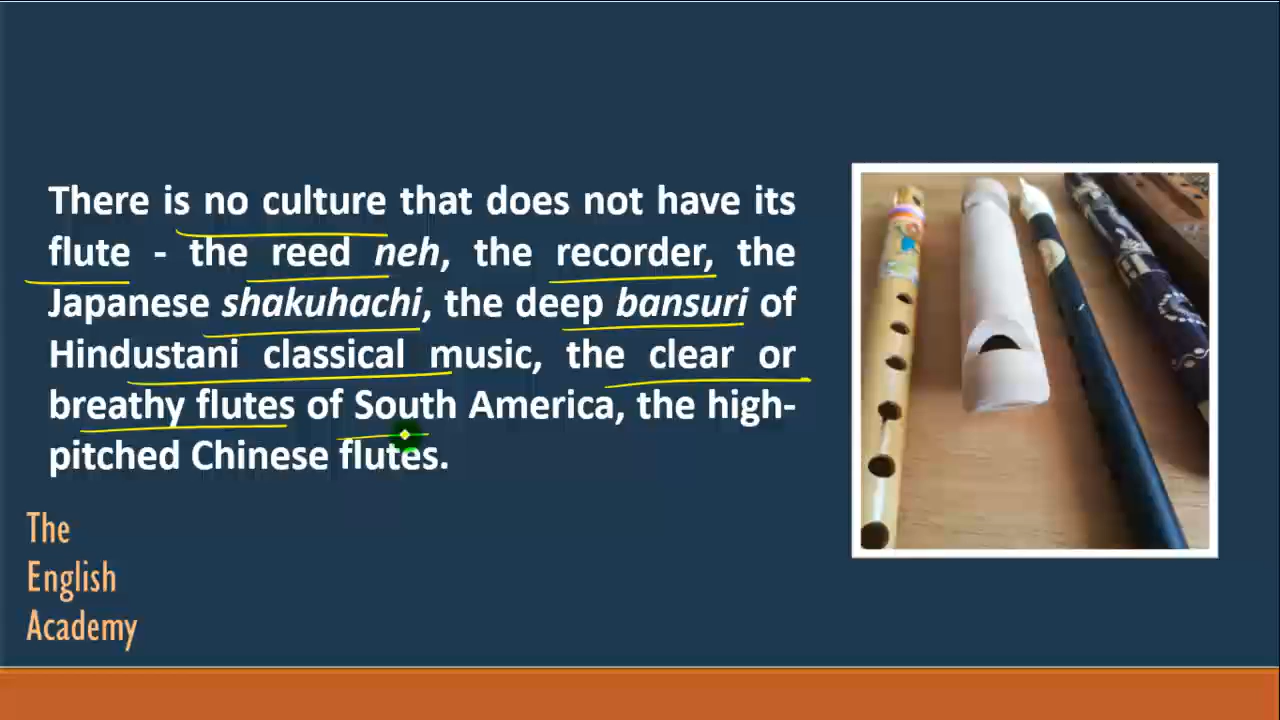 There is no culture that does not have its
flute - the reed neh, the recorder, the
Japanese shakuhachi, the deep bansuri of
Hindustani classical music, the clear or
breathy flutes of South America, the high-
pitched Chinese flutes.
The
English
Academy